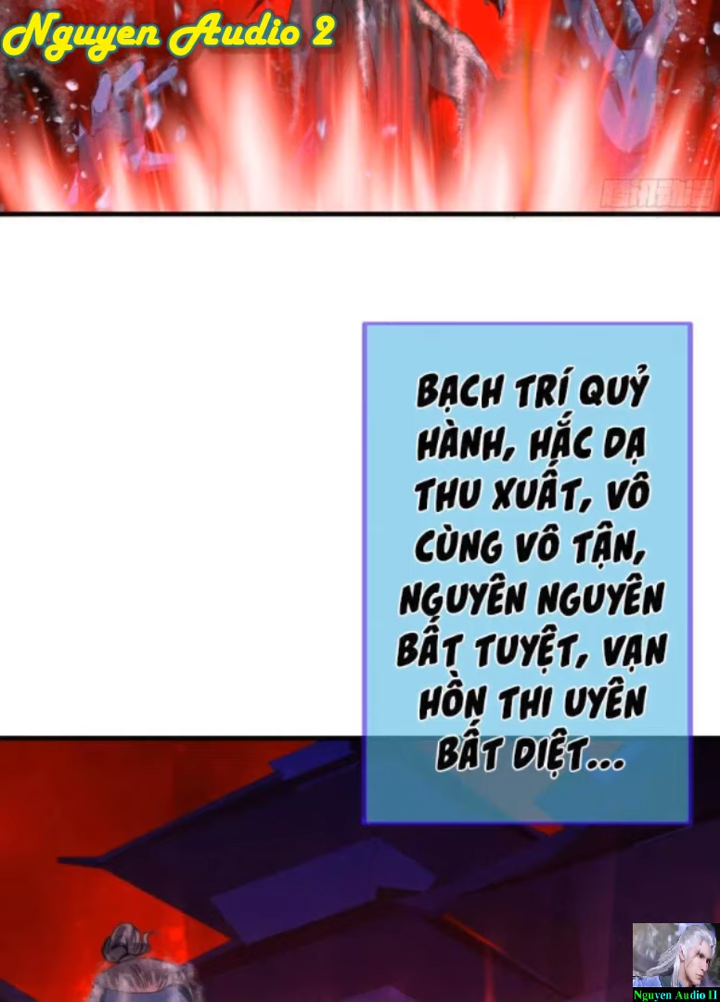 Nguyen Audio 2
BẠCH TRÍ QUỶ
HÀNH, HẮC DẠ
THU XUẤT, VÔ
CÙNG VÔ TẬN,
NGUYÊN NGUYÊN
BẤT TUYỆT, VẠN
HỒN THI UYÊN
BẤT DIỆT...
Nguyen Audio II